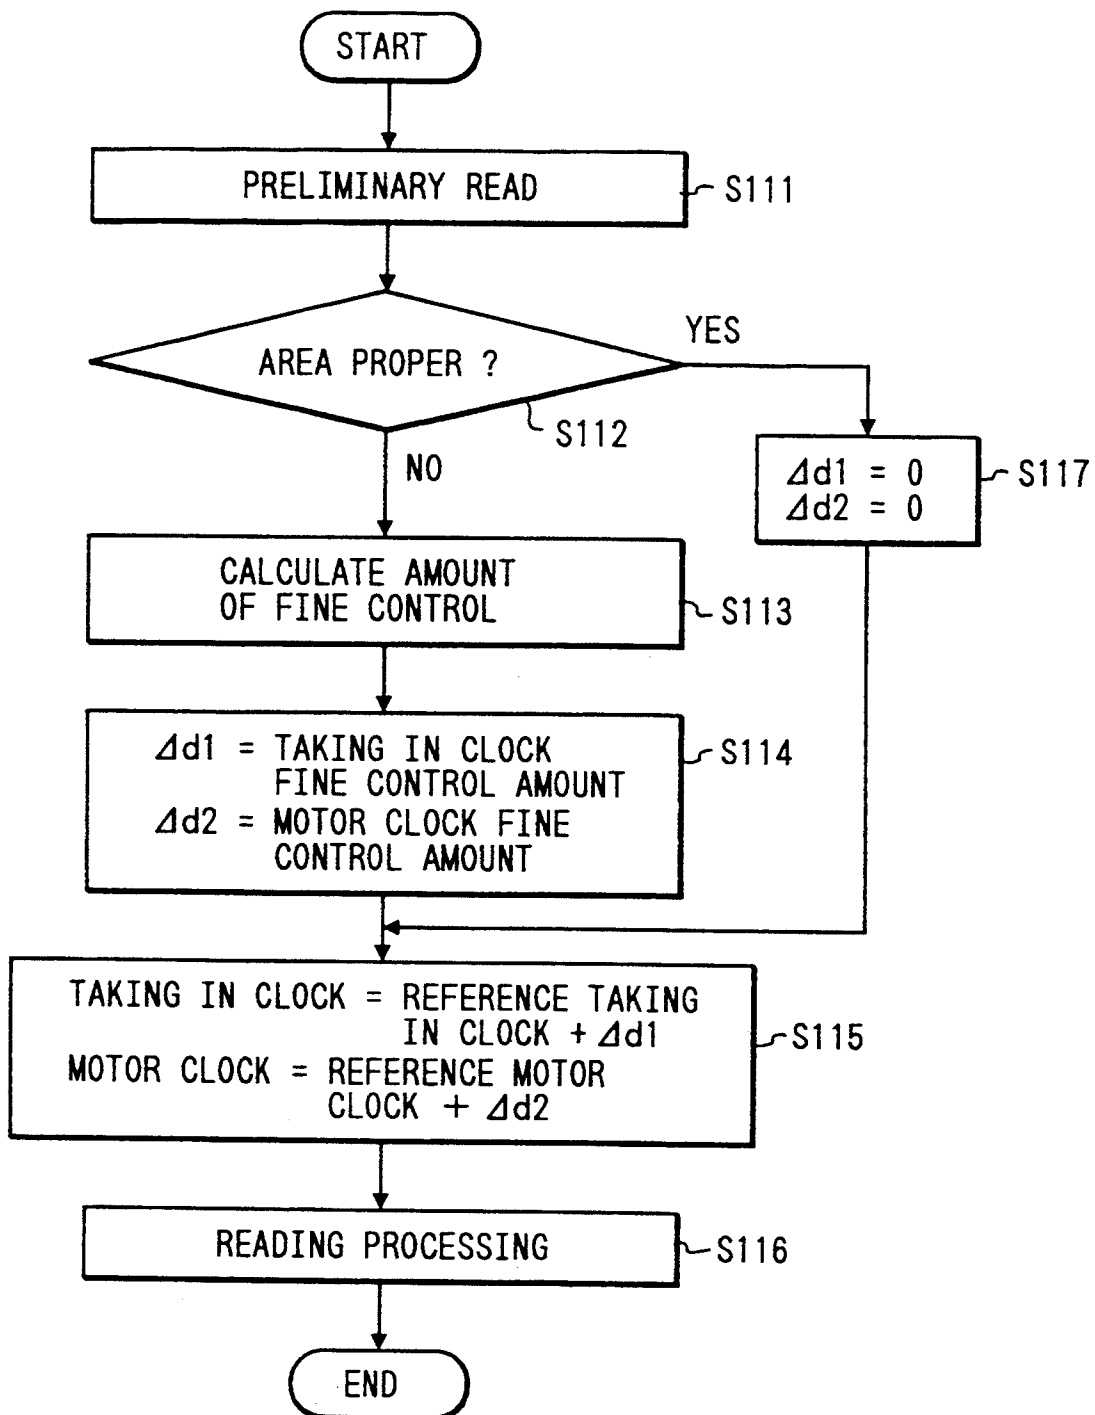 START
PRELIMINARY READ
S111
AREA PROPER ?
YES
S112
NO
Δd1 = 0
Δd2 = 0
S117
CALCULATE AMOUNT
OF FINE CONTROL
S113
Δd1 = TAKING IN CLOCK
FINE CONTROL AMOUNT
Δd2 = MOTOR CLOCK FINE
CONTROL AMOUNT
S114
TAKING IN CLOCK = REFERENCE TAKING
IN CLOCK + Δd1
MOTOR CLOCK = REFERENCE MOTOR
CLOCK + Δd2
S115
READING PROCESSING
S116
END